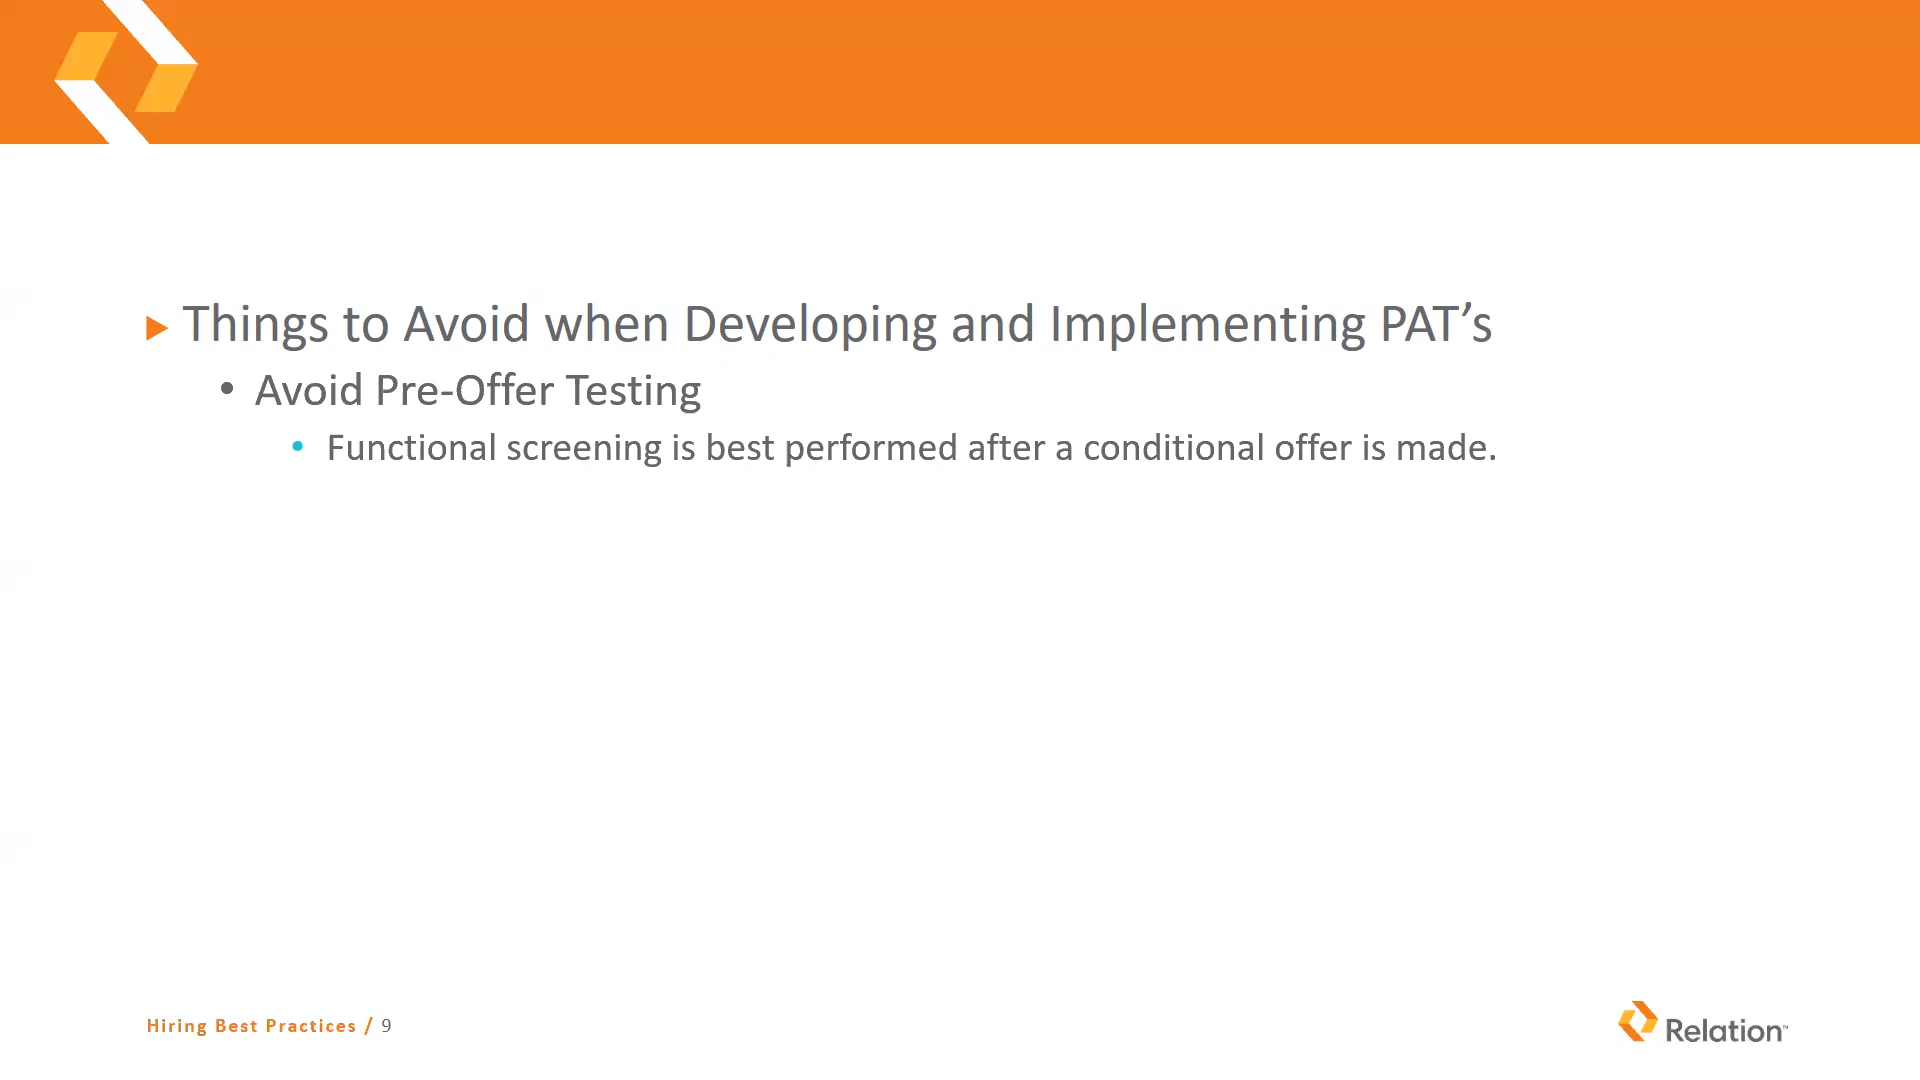 Things to Avoid when Developing and Implementing PAT’s
• Avoid Pre-Offer Testing
• Functional screening is best performed after a conditional offer is made.
Hiring Best Practices / 9
Relation™